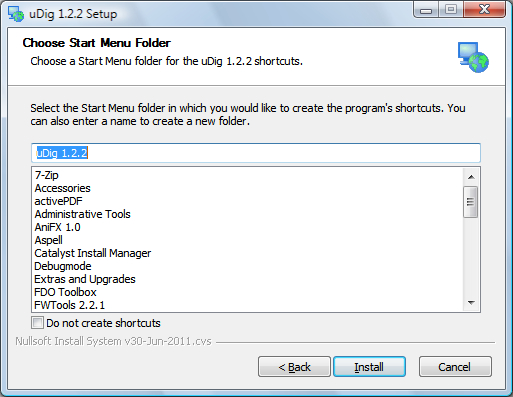 uDig 1.2.2 Setup
Choose Start Menu Folder
Choose a Start Menu folder for the uDig 1.2.2 shortcuts.
Select the Start Menu folder in which you would like to create the program's shortcuts. You
can also enter a name to create a new folder.
uDig 1.2.2
7-Zip
Accessories
activePDF
Administrative Tools
AniFX 1.0
Aspell
Catalyst Install Manager
Debugmode
Extras and Upgrades
FDO Toolbox
FWTools 2.2.1
Do not create shortcuts
Nullsoft Install System v30-Jun-2011.cvs
< Back Install Cancel